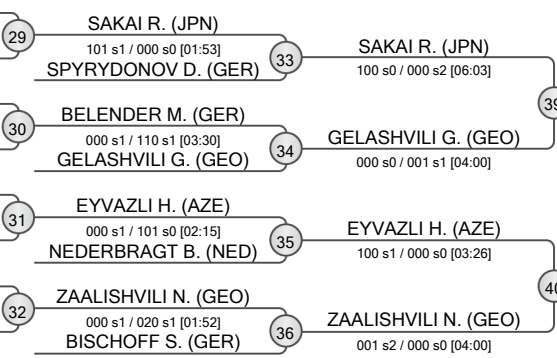 29
SAKAI R. (JPN)
101 s1 / 000 s0 [01:53]
SPYRYDONOV D. (GER)
33
SAKAI R. (JPN)
100 s0 / 000 s2 [06:03]
39
30
BELENDER M. (GER)
000 s1 / 110 s1 [03:30]
GELASHVILI G. (GEO)
34
GELASHVILI G. (GEO)
000 s0 / 001 s1 [04:00]
31
EYVAZLI H. (AZE)
000 s1 / 101 s0 [02:15]
NEDERBRAGT B. (NED)
35
EYVAZLI H. (AZE)
100 s1 / 000 s0 [03:26]
40
32
ZAALISHVILI N. (GEO)
000 s1 / 020 s1 [01:52]
BISCHOFF S. (GER)
36
ZAALISHVILI N. (GEO)
001 s2 / 000 s0 [04:00]